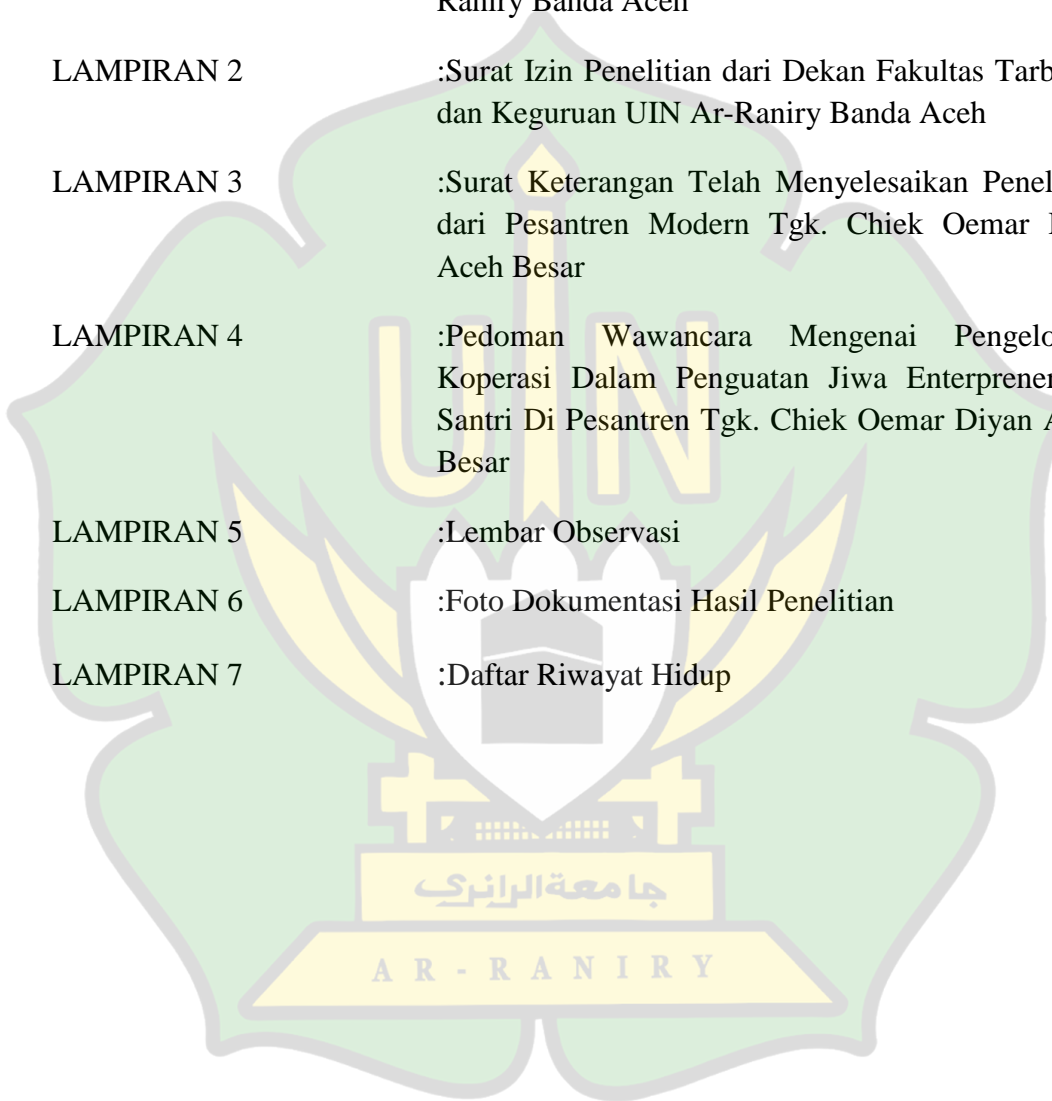 Raniry Banda Aceh
LAMPIRAN 2 :Surat Izin Penelitian dari Dekan Fakultas Tarb
dan Keguruan UIN Ar-Raniry Banda Aceh
LAMPIRAN 3 :Surat Keterangan Telah Menyelesaikan Penel
dari Pesantren Modern Tgk. Chiek Oemar
Aceh Besar
LAMPIRAN 4 :Pedoman Wawancara Mengenai Pengelo
Koperasi Dalam Penguatan Jiwa Enterprener
Santri Di Pesantren Tgk. Chiek Oemar Diyan A
Besar
LAMPIRAN 5 :Lembar Observasi
LAMPIRAN 6 :Foto Dokumentasi Hasil Penelitian
LAMPIRAN 7 :Daftar Riwayat Hidup
UIN
جامعة الرانري
AR-RANIRY